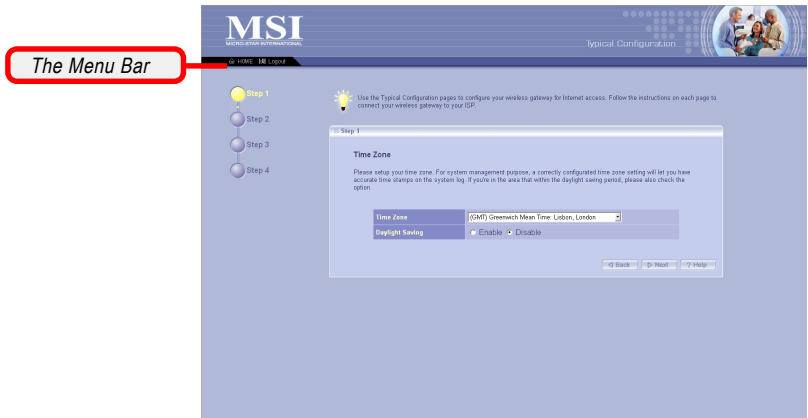 The Menu Bar
MSI
MICRO-STAR INTERNATIONAL
HOME Logout
Typical Configuration
Step 1
Step 2
Step 3
Step 4
Use the Typical Configuration pages to configure your wireless gateway for Internet access. Follow the instructions on each page to
connect your wireless gateway to your ISP.
Step 1
Time Zone
Please setup your time zone. For system management purpose, a correctly configurated time zone setting will let you have
accurate time stamps on the system log. If you're in the area that within the daylight saving period, please also check the
option.
Time Zone (GMT) Greenwich Mean Time: Lisbon, London
Daylight Saving Enable Disable
Back Next ? Help